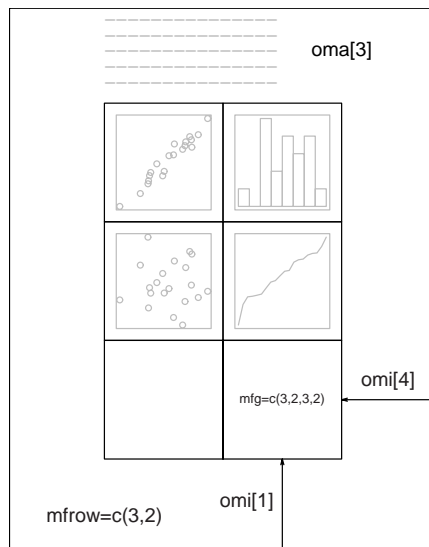 oma[3]
mfg=c(3,2,3,2)
omi[4]
omi[1]
mfrow=c(3,2)